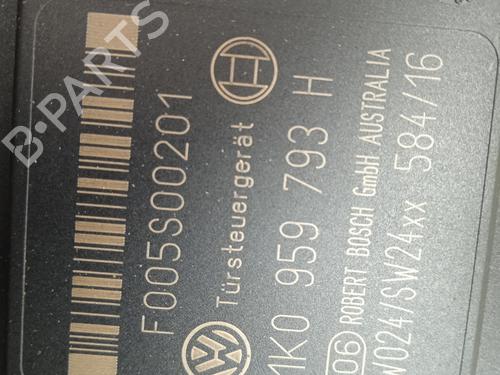 F005S00201
Türsteuergerät
1K0 959 793 H
06 ROBERT BOSCH GmbH AUSTRALIA
W024/SW24xx 584/16
B-PARTS